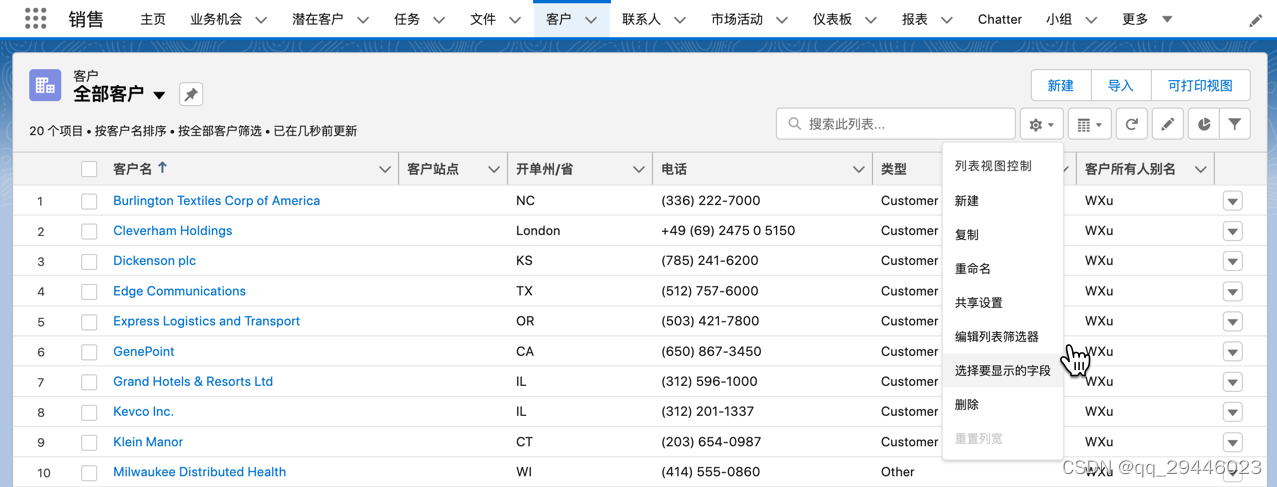 销售 主页 业务机会 潜在客户 任务 文件 客户 联系人 市场活动 仪表板 报表 Chatter 小组 更多
客户
全部客户
新建 导入 可打印视图
20 个项目 • 按客户名排序 • 按全部客户筛选 • 已在几秒前更新
搜索此列表...
客户名 客户站点 开单州/省 电话 类型 客户所有人别名
1 Burlington Textiles Corp of America NC (336) 222-7000 Customer WXu
2 Cleverham Holdings London +49 (69) 2475 0 5150 Customer WXu
3 Dickenson plc KS (785) 241-6200 Customer WXu
4 Edge Communications TX (512) 757-6000 Customer WXu
5 Express Logistics and Transport OR (503) 421-7800 Customer WXu
6 GenePoint CA (650) 867-3450 Customer WXu
7 Grand Hotels & Resorts Ltd IL (312) 596-1000 Customer WXu
8 Kevco Inc. IL (312) 201-1337 Customer WXu
9 Klein Manor CT (203) 654-0987 Customer WXu
10 Milwaukee Distributed Health WI (414) 555-0860 Other WXu
列表视图控制
新建
复制
重命名
共享设置
编辑列表筛选器
选择要显示的字段
删除
重置列宽
CSDN @qq_29446023